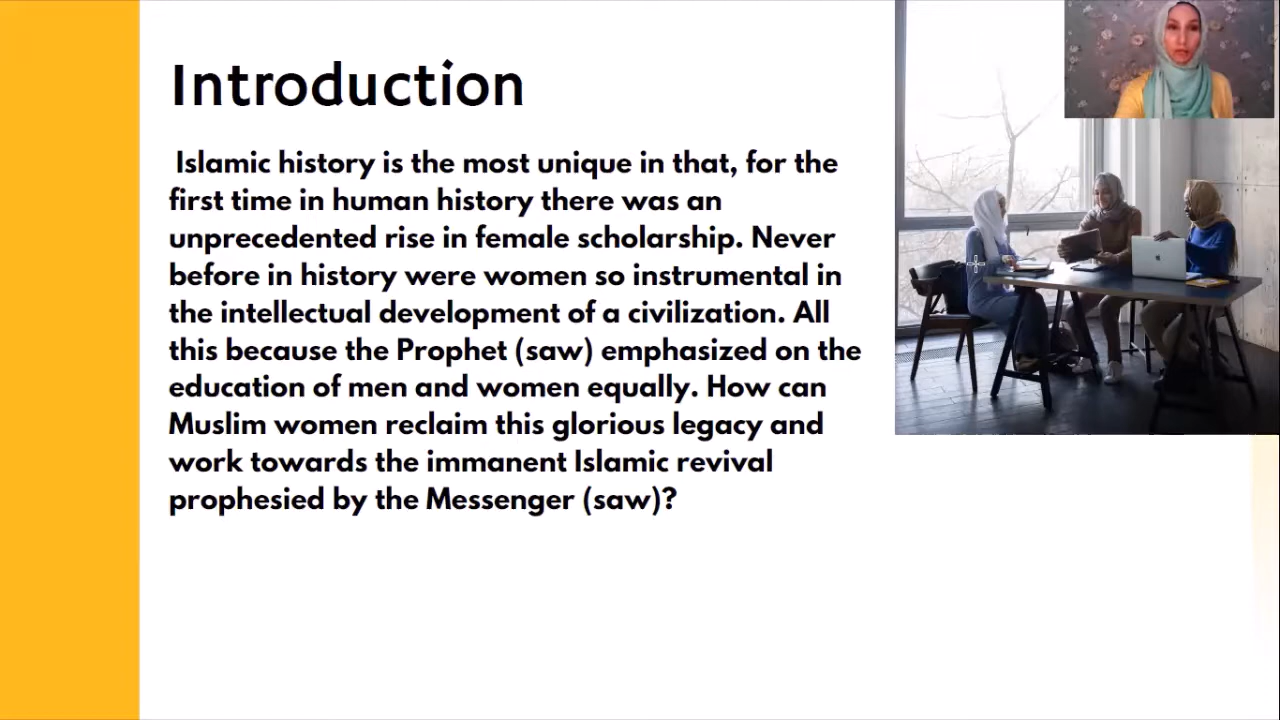 Introduction
Islamic history is the most unique in that, for the
first time in human history there was an
unprecedented rise in female scholarship. Never
before in history were women so instrumental in
the intellectual development of a civilization. All
this because the Prophet (saw) emphasized on the
education of men and women equally. How can
Muslim women reclaim this glorious legacy and
work towards the immanent Islamic revival
prophesied by the Messenger (saw)?